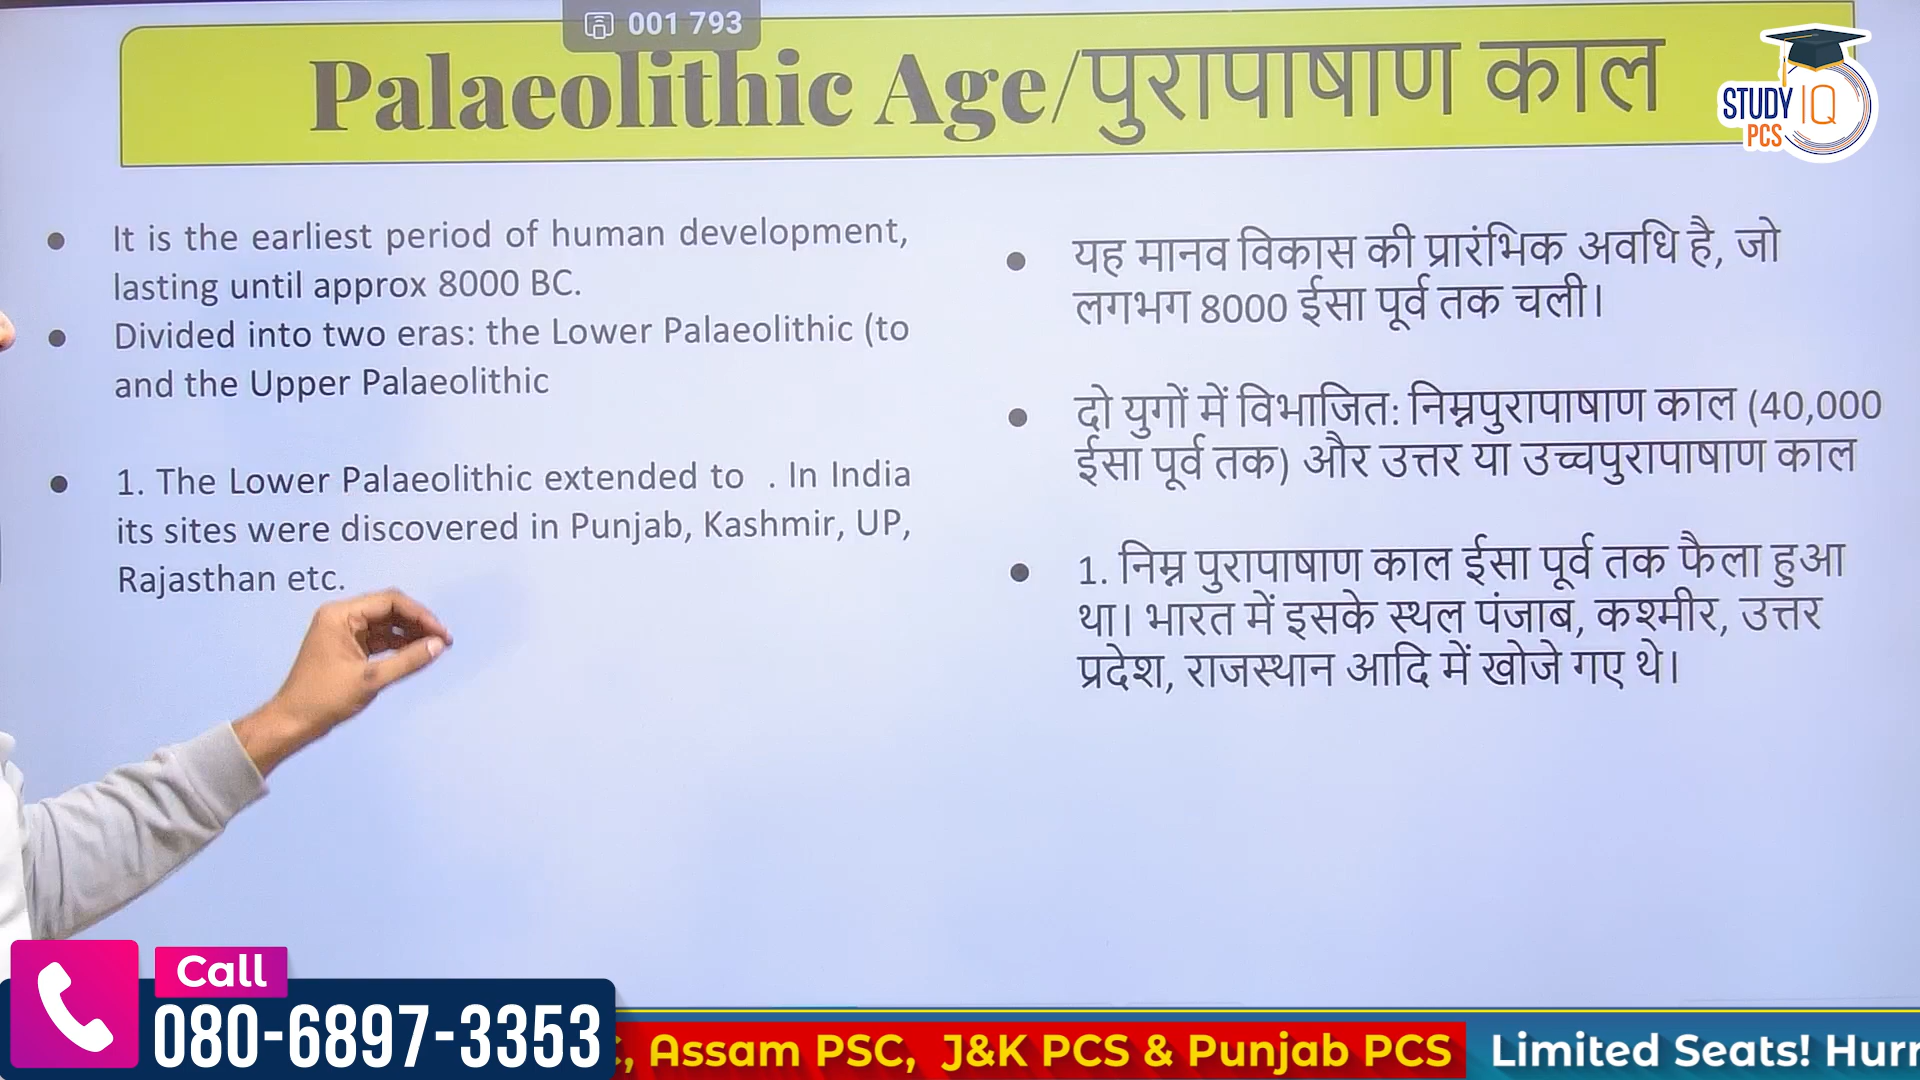 001 793
Palaeolithic Age/पुरापाषाण काल
STUDY IQ
PCS
It is the earliest period of human development,
lasting until approx 8000 BC.
Divided into two eras: the Lower Palaeolithic (to
and the Upper Palaeolithic
1. The Lower Palaeolithic extended to . In India
its sites were discovered in Punjab, Kashmir, UP,
Rajasthan etc.
यह मानव विकास की प्रारंभिक अवधि है, जो
लगभग 8000 ईसा पूर्व तक चली।
दो युगों में विभाजित: निम्नपुरापाषाण काल (40,000
ईसा पूर्व तक) और उत्तर या उच्चपुरापाषाण काल
1. निम्न पुरापाषाण काल ईसा पूर्व तक फैला हुआ
था। भारत में इसके स्थल पंजाब, कश्मीर, उत्तर
प्रदेश, राजस्थान आदि में खोजे गए थे।
Call
080-6897-3353
, Assam PSC, J&K PCS & Punjab PCS
Limited Seats! Hurr